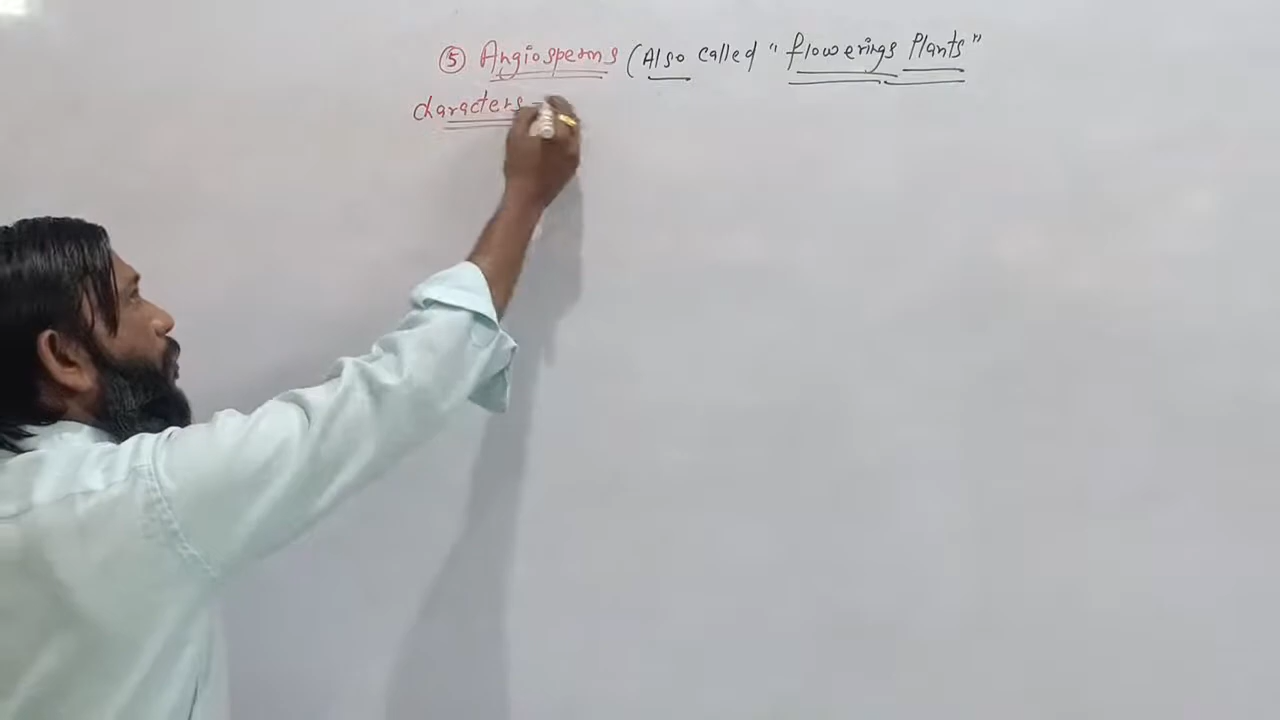 ⑤ Angiosperms (Also called "flowerings Plants"
characters -